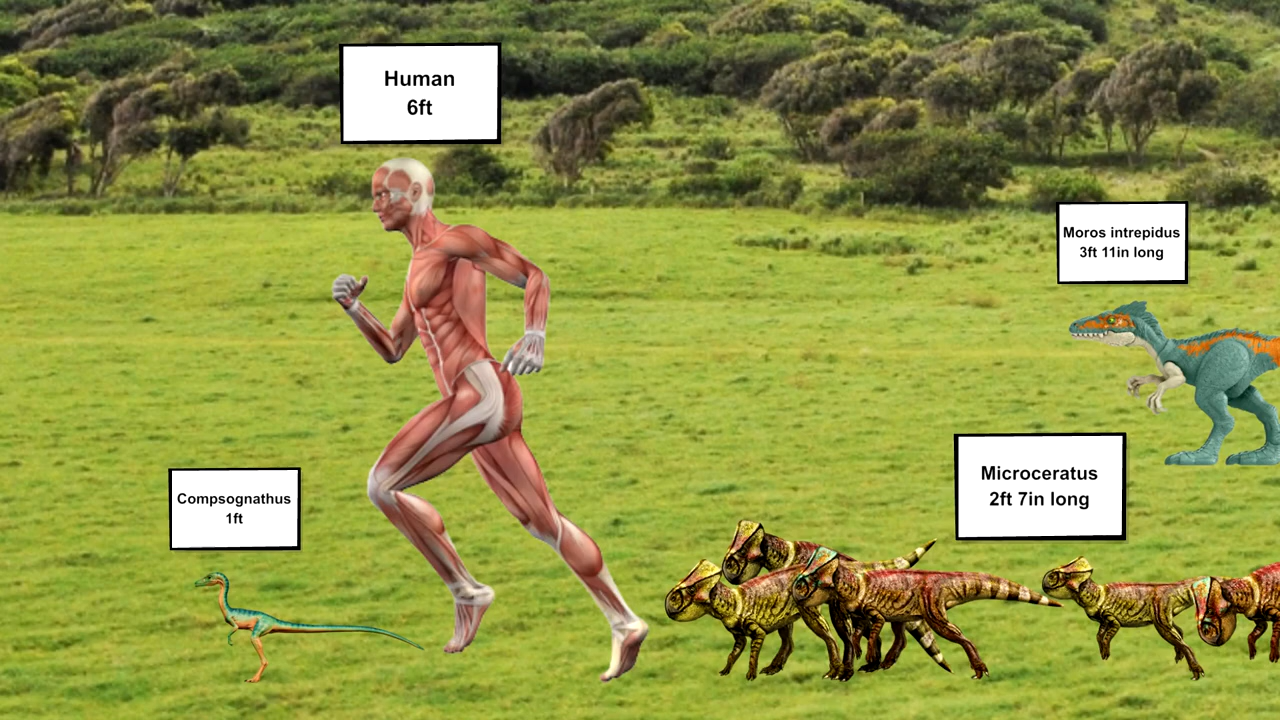 Human
6ft
Moros intrepidus
3ft 11in long
Microceratus
2ft 7in long
Compsognathus
1ft